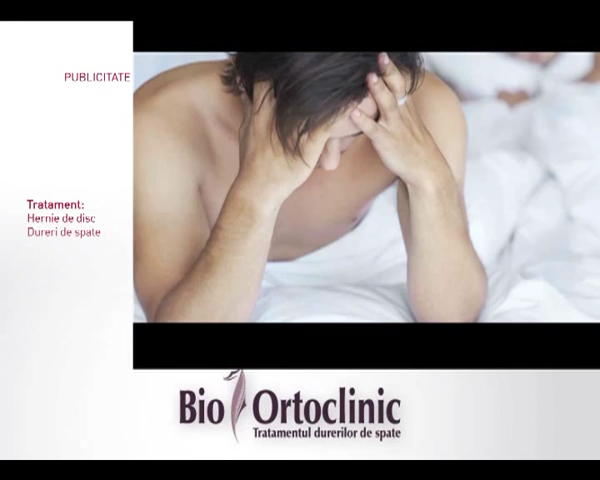 PUBLICITATE
Tratament:
Hernie de disc
Dureri de spate
Bio Ortoclinic
Tratamentul durerilor de spate